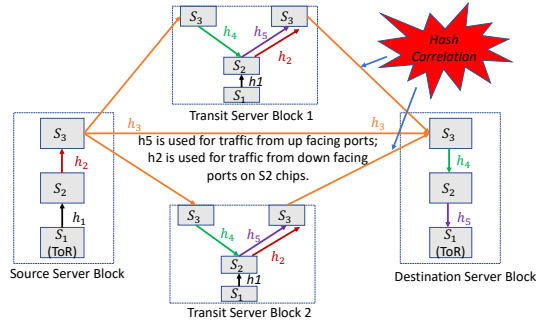 S₃
S₃
h₄
h₅
S₂
h₂
h1
S₁
Transit Server Block 1
Hash
Correlation
h₃
h₃
S₃
h₂
S₂
h₁
S₁
(ToR)
Source Server Block
h5 is used for traffic from up facing ports;
h2 is used for traffic from down facing
ports on S2 chips.
S₃
h₄
S₂
h₅
S₁
(ToR)
Destination Server Block
S₃
S₃
h₄
h₅
S₂
h₂
h1
S₁
Transit Server Block 2